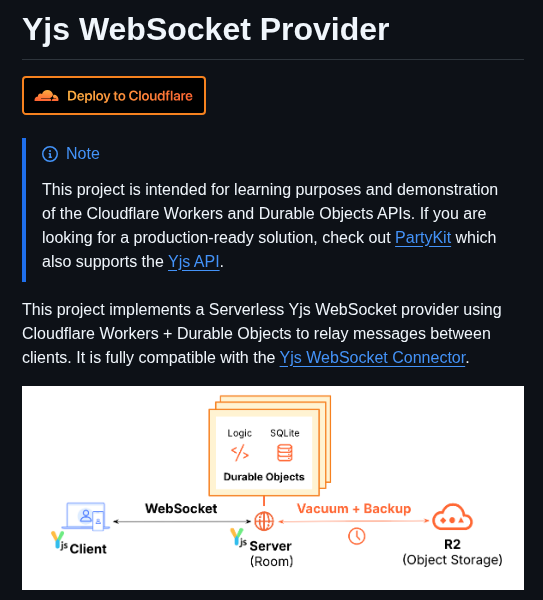 Yjs WebSocket Provider
Deploy to Cloudflare
Note
This project is intended for learning purposes and demonstration
of the Cloudflare Workers and Durable Objects APIs. If you are
looking for a production-ready solution, check out PartyKit which
also supports the Yjs API.
This project implements a Serverless Yjs WebSocket provider using
Cloudflare Workers + Durable Objects to relay messages between
clients. It is fully compatible with the Yjs WebSocket Connector.
Logic SQLite
</>
Durable Objects
WebSocket Vacuum + Backup
Yjs Client
Yjs Server
(Room)
R2
(Object Storage)